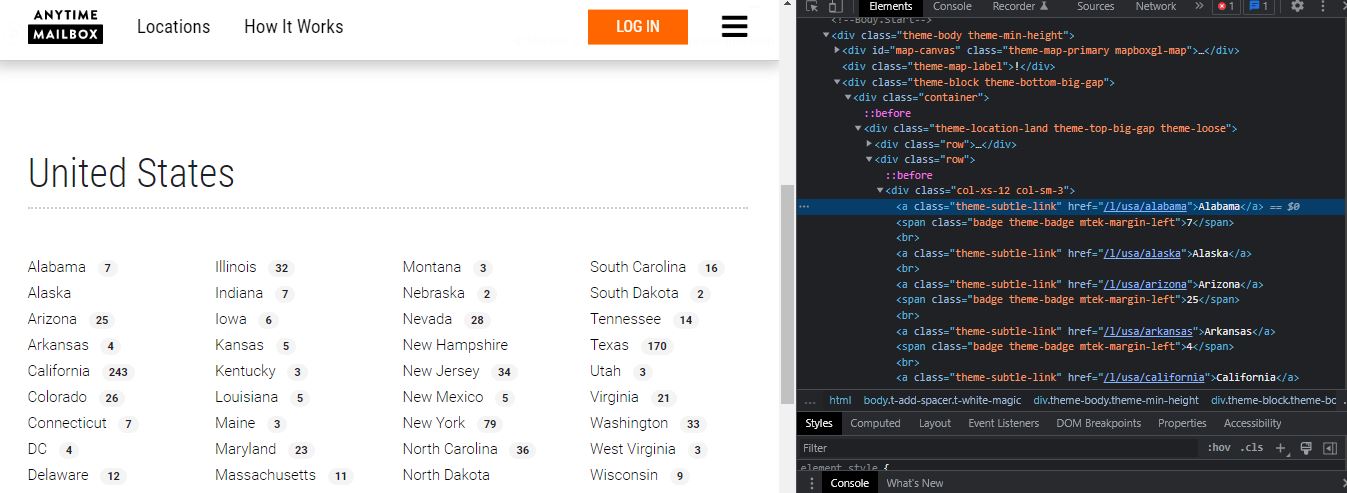 ANYTIME
MAILBOX
Locations
How It Works
LOG IN
United States
Alabama 7
Alaska
Arizona 25
Arkansas 4
California 243
Colorado 26
Connecticut 7
DC 4
Delaware 12
Illinois 32
Indiana 7
Iowa 6
Kansas 5
Kentucky 3
Louisiana 5
Maine 3
Maryland 23
Massachusetts 11
Montana 3
Nebraska 2
Nevada 28
New Hampshire
New Jersey 34
New Mexico 5
New York 79
North Carolina 36
North Dakota
South Carolina 16
South Dakota 2
Tennessee 14
Texas 170
Utah 3
Virginia 21
Washington 33
West Virginia 3
Wisconsin 9
Elements Console Recorder Sources Network » 1 1
<!--Body.Start-->
<div class="theme-body theme-min-height">
<div id="map-canvas" class="theme-map-primary mapboxgl-map">…</div>
<div class="theme-map-label">!</div>
<div class="theme-block theme-bottom-big-gap">
<div class="container">
::before
<div class="theme-location-land theme-top-big-gap theme-loose">
<div class="row">…</div>
<div class="row">
::before
<div class="col-xs-12 col-sm-3">
… <a class="theme-subtle-link" href="/l/usa/alabama">Alabama</a> == $0
<span class="badge theme-badge mtek-margin-left">7</span>
<br>
<a class="theme-subtle-link" href="/l/usa/alaska">Alaska</a>
<br>
<a class="theme-subtle-link" href="/l/usa/arizona">Arizona</a>
<span class="badge theme-badge mtek-margin-left">25</span>
<br>
<a class="theme-subtle-link" href="/l/usa/arkansas">Arkansas</a>
<span class="badge theme-badge mtek-margin-left">4</span>
<br>
<a class="theme-subtle-link" href="/l/usa/california">California</a>
… html body.t-add-spacer.t-white-magic div.theme-body.theme-min-height div.theme-block.theme-bo
Styles Computed Layout Event Listeners DOM Breakpoints Properties Accessibility
Filter :hov .cls +
element.style {
Console What's New